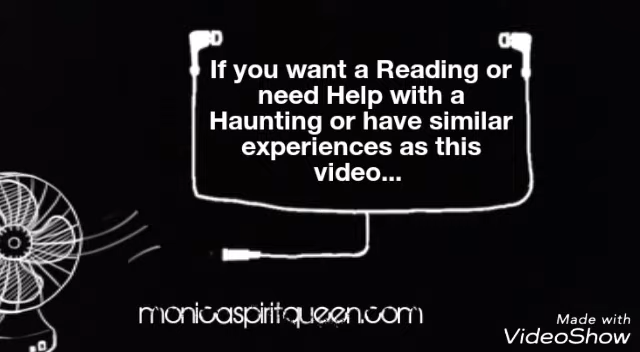 If you want a Reading or
need Help with a
Haunting or have similar
experiences as this
video...
monicaspiritqueen.com
Made with
VideoShow